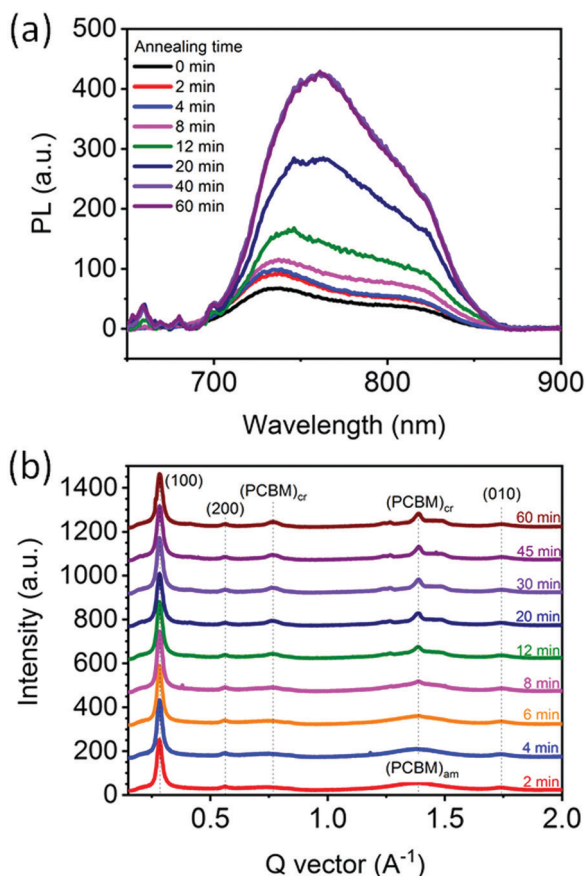 (a)
Annealing time
0 min
2 min
4 min
8 min
12 min
20 min
40 min
60 min
500
400
300
200
100
0
PL (a.u.)
700 800 900
Wavelength (nm)
(b)
1400
1200
1000
800
600
400
200
0
Intensity (a.u.)
(100)
(200)
(PCBM)cr
(PCBM)cr
(010)
60 min
45 min
30 min
20 min
12 min
8 min
6 min
4 min
(PCBM)am
2 min
0.5 1.0 1.5 2.0
Q vector (A-1)